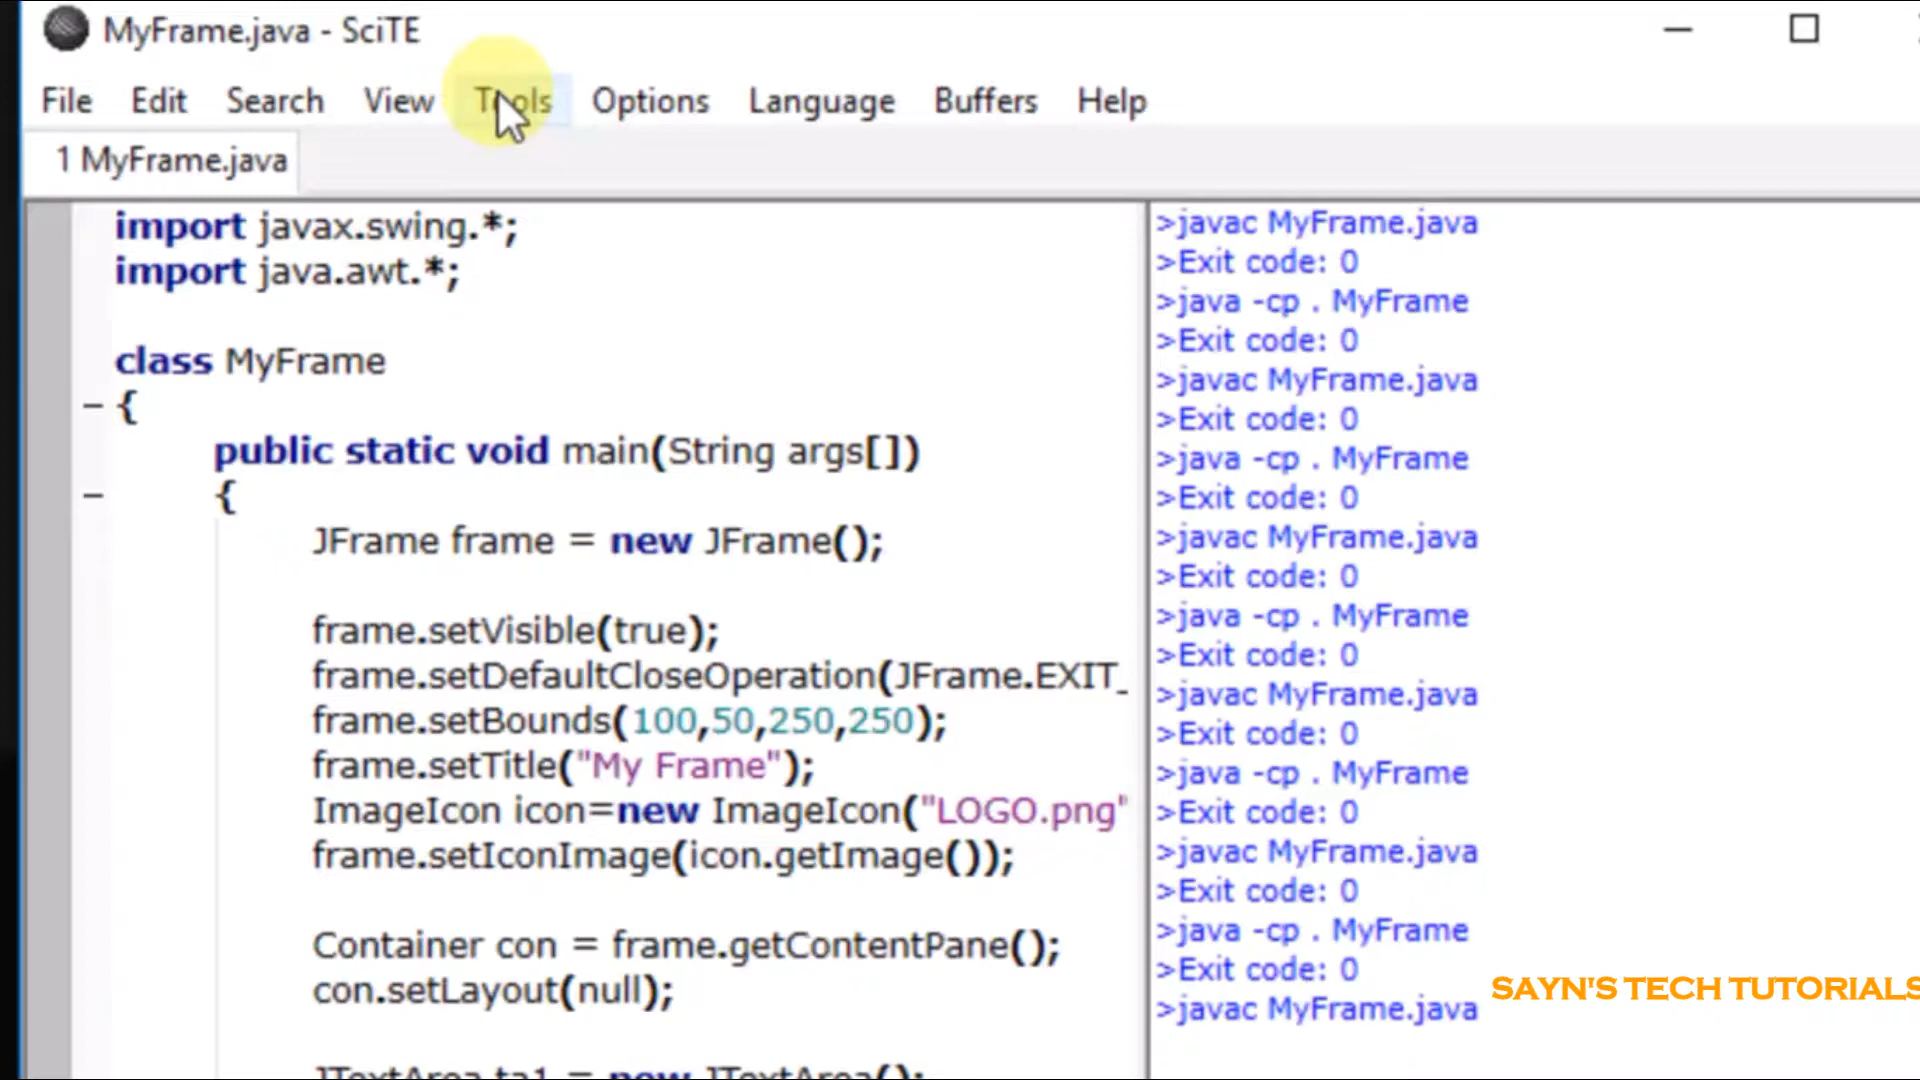 MyFrame.java - SciTE
File Edit Search View Tools Options Language Buffers Help
1 MyFrame.java
import javax.swing.*;
import java.awt.*;
class MyFrame
{
public static void main(String args[])
{
JFrame frame = new JFrame();
frame.setVisible(true);
frame.setDefaultCloseOperation(JFrame.EXIT_
frame.setBounds(100,50,250,250);
frame.setTitle("My Frame");
ImageIcon icon=new ImageIcon("LOGO.png"
frame.setIconImage(icon.getImage());
Container con = frame.getContentPane();
con.setLayout(null);
JTextArea ta1 = new JTextArea();
>javac MyFrame.java
>Exit code: 0
>java -cp . MyFrame
>Exit code: 0
>javac MyFrame.java
>Exit code: 0
>java -cp . MyFrame
>Exit code: 0
>javac MyFrame.java
>Exit code: 0
>java -cp . MyFrame
>Exit code: 0
>javac MyFrame.java
>Exit code: 0
>java -cp . MyFrame
>Exit code: 0
>javac MyFrame.java
>Exit code: 0
>java -cp . MyFrame
>Exit code: 0
>javac MyFrame.java
SAYN'S TECH TUTORIALS